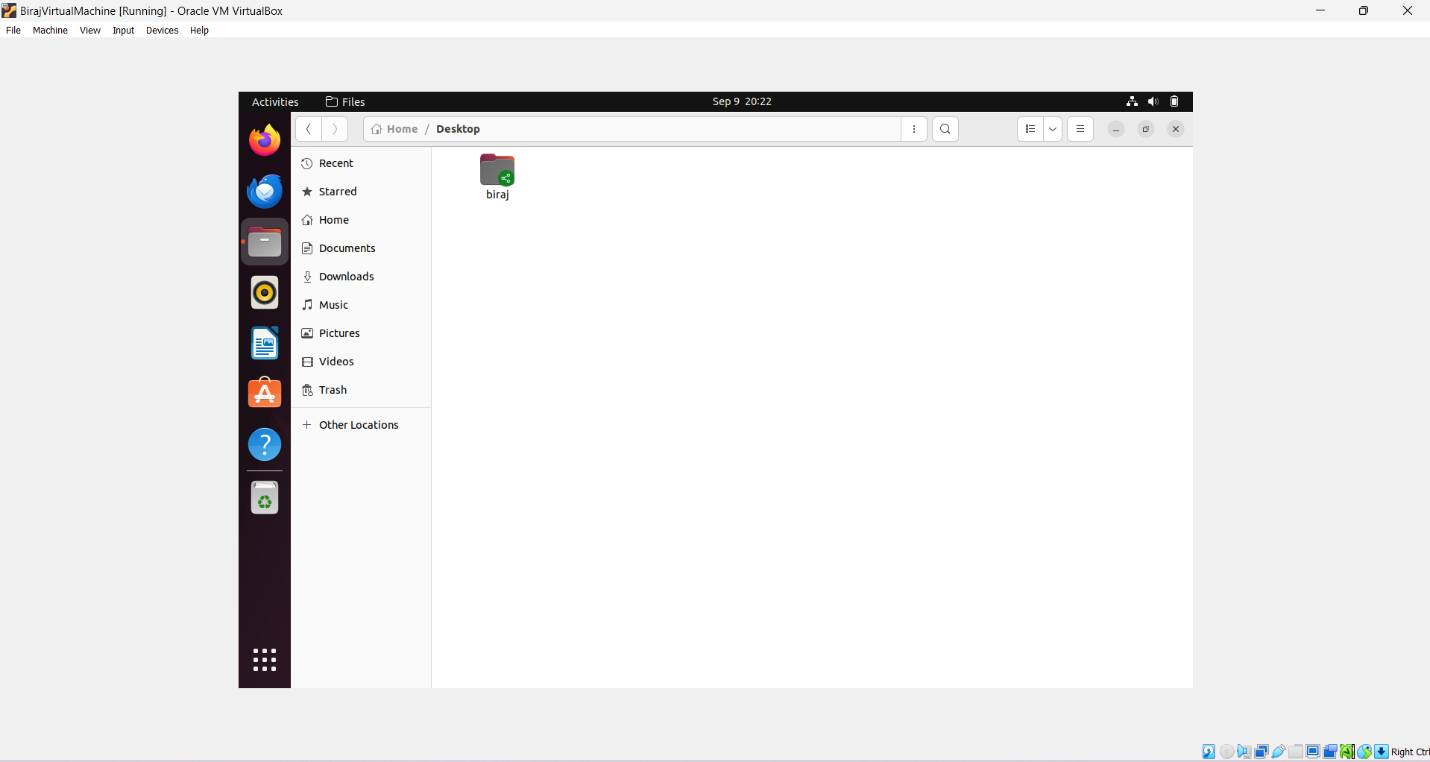 BirajVirtualMachine [Running] - Oracle VM VirtualBox
File Machine View Input Devices Help
Activities Files Sep 9 20:22
Home / Desktop
Recent
Starred
Home
Documents
Downloads
Music
Pictures
Videos
Trash
+ Other Locations
biraj
Right Ctrl